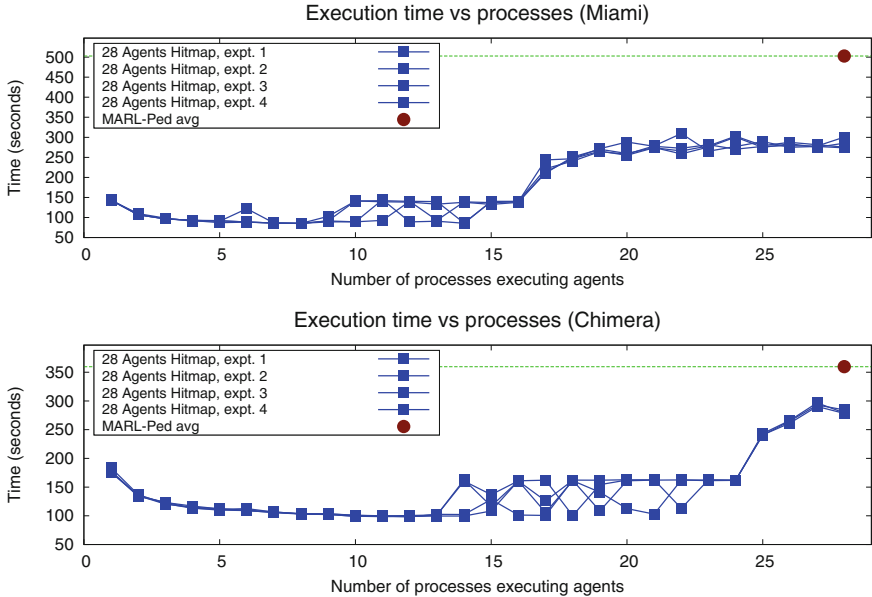 Execution time vs processes (Miami)
Time (seconds)
500
450
400
350
300
250
200
150
100
50
28 Agents Hitmap, expt. 1
28 Agents Hitmap, expt. 2
28 Agents Hitmap, expt. 3
28 Agents Hitmap, expt. 4
MARL-Ped avg
0 5 10 15 20 25
Number of processes executing agents
Execution time vs processes (Chimera)
Time (seconds)
350
300
250
200
150
100
50
28 Agents Hitmap, expt. 1
28 Agents Hitmap, expt. 2
28 Agents Hitmap, expt. 3
28 Agents Hitmap, expt. 4
MARL-Ped avg
0 5 10 15 20 25
Number of processes executing agents